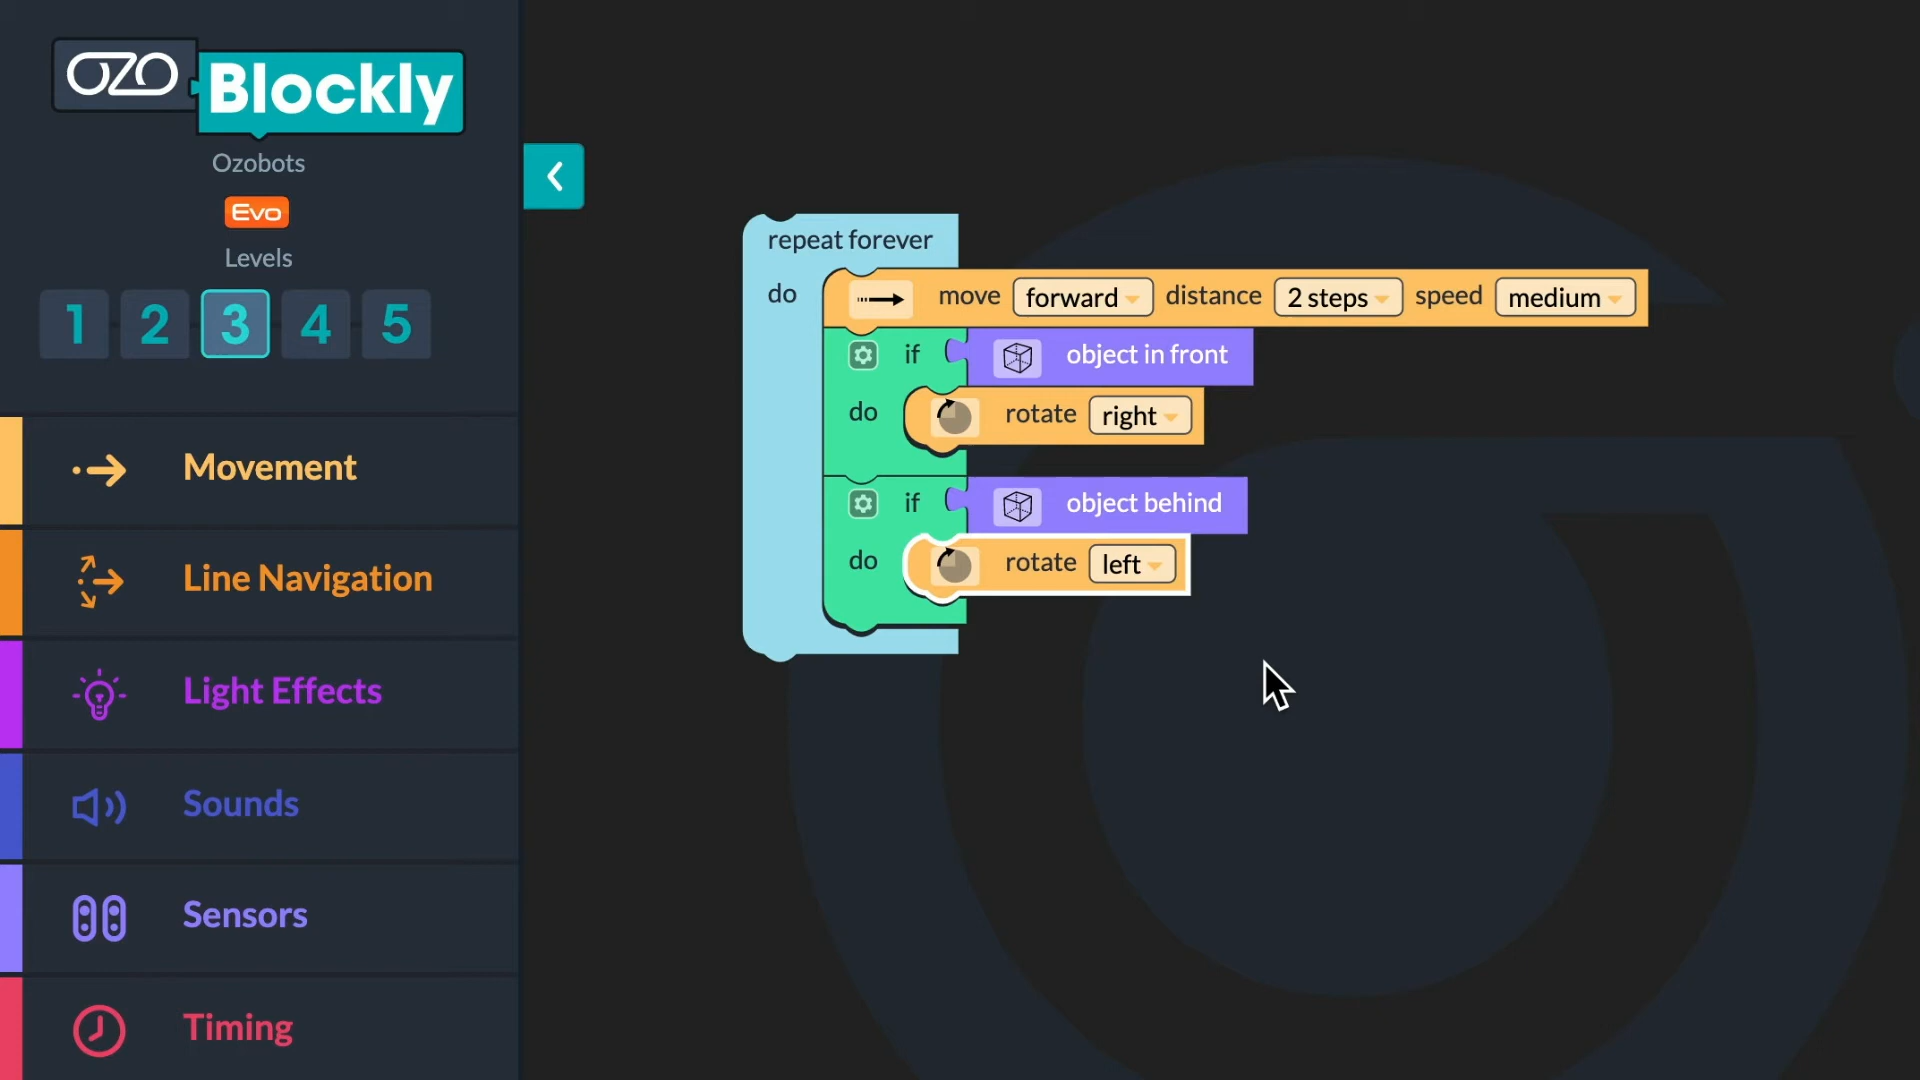 OZO Blockly
Ozobots
Evo
Levels
1 2 3 4 5
Movement
Line Navigation
Light Effects
Sounds
Sensors
Timing
repeat forever
do move forward distance 2 steps speed medium
if object in front
do rotate right
if object behind
do rotate left